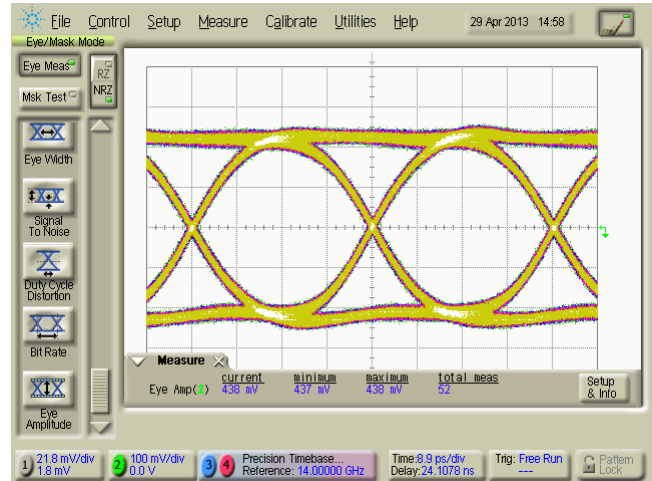 File Control Setup Measure Calibrate Utilities Help 29 Apr 2013 14:58
Eye/Mask Mode
Eye Meas
RZ
NRZ
Msk Test
Eye Width
Signal
To Noise
Duty Cycle
Distortion
Bit Rate
Eye
Amplitude
Measure
current minimum maximum total meas
Eye Amp(2) 438 mV 437 mV 438 mV 52
Setup
& Info
1 21.8 mV/div
1.8 mV
2 100 mV/div
0.0 V
3 4 Precision Timebase...
Reference: 14.00000 GHz
Time:8.9 ps/div
Delay:24.1078 ns
Trig: Free Run
---
Pattern
Lock